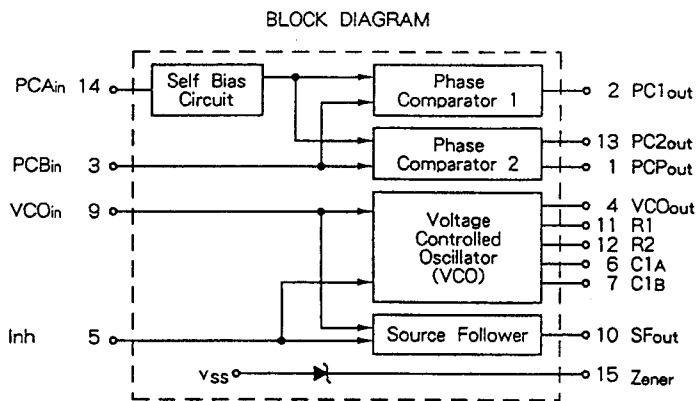 BLOCK DIAGRAM
PCAin 14
Self Bias
Circuit
Phase
Comparator 1
2 PC1out
PCBin 3
Phase
Comparator 2
13 PC2out
1 PCPout
VCOin 9
Voltage
Controlled
Oscillator
(VCO)
4 VCOout
11 R1
12 R2
6 C1A
7 C1B
Inh 5
Source Follower
10 SFout
VSS
15 Zener